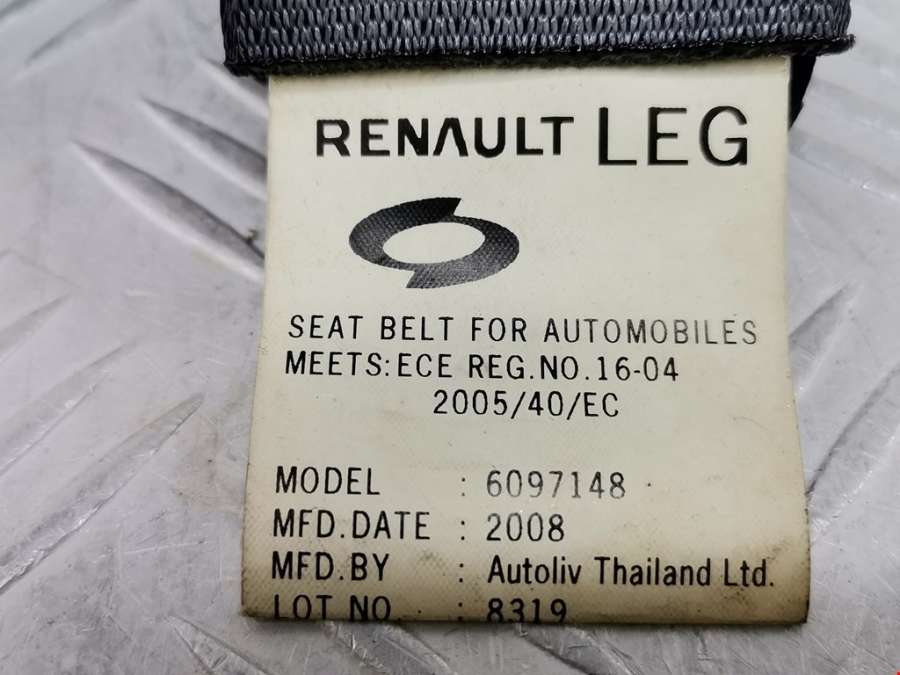 RENAULT LEG
SEAT BELT FOR AUTOMOBILES
MEETS:ECE REG.NO.16-04
2005/40/EC
MODEL : 6097148
MFD.DATE : 2008
MFD.BY : Autoliv Thailand Ltd.
LOT NO. : 8319